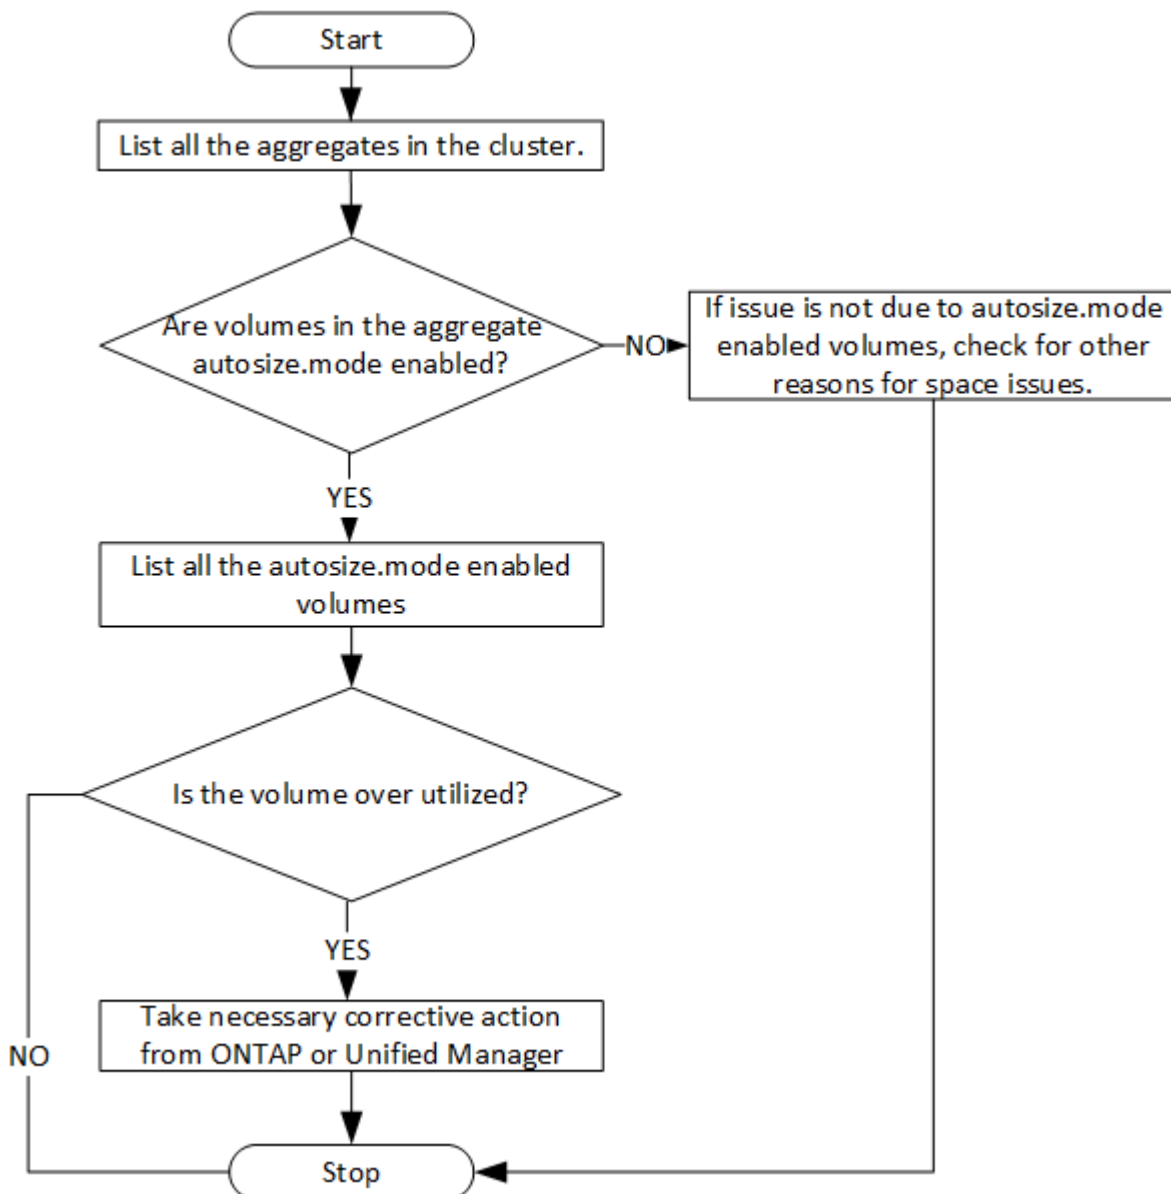 Start
List all the aggregates in the cluster.
Are volumes in the aggregate
autosize.mode enabled?
NO
If issue is not due to autosize.mode
enabled volumes, check for other
reasons for space issues.
YES
List all the autosize.mode enabled
volumes
Is the volume over utilized?
YES
Take necessary corrective action
from ONTAP or Unified Manager
NO
Stop